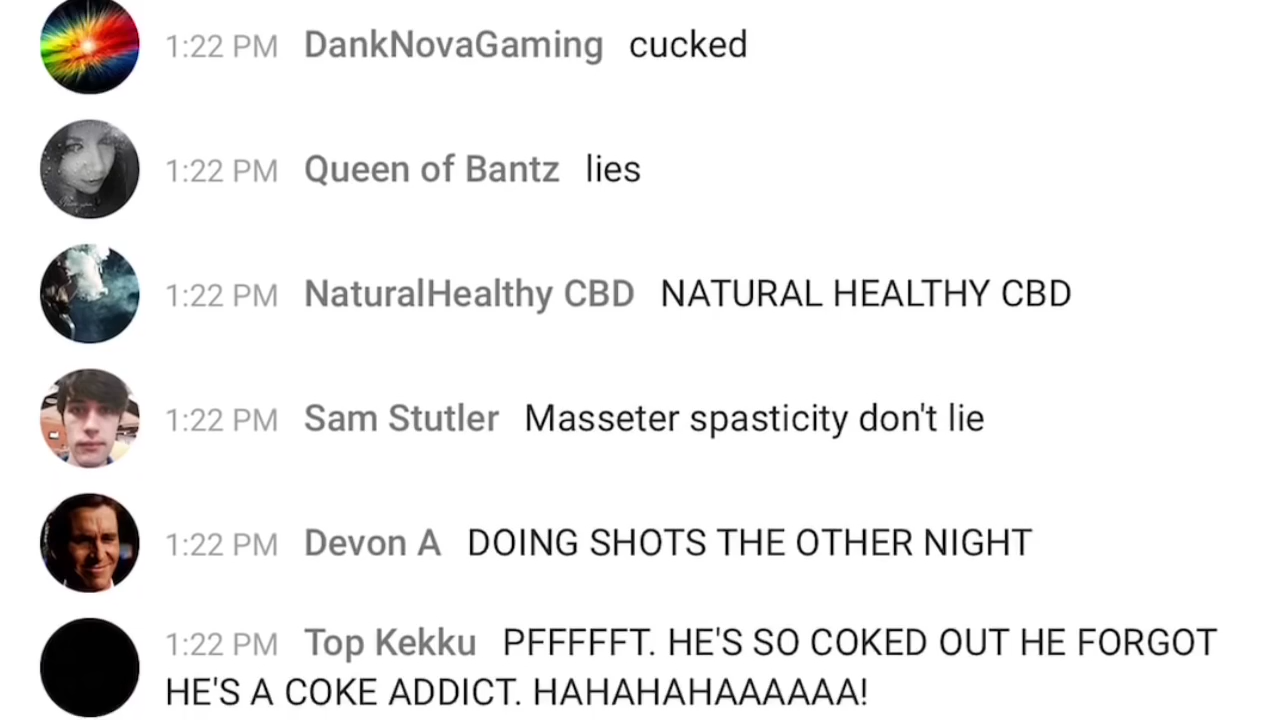 1:22 PM DankNovaGaming cucked
1:22 PM Queen of Bantz lies
1:22 PM NaturalHealthy CBD NATURAL HEALTHY CBD
1:22 PM Sam Stutler Masseter spasticity don't lie
1:22 PM Devon A DOING SHOTS THE OTHER NIGHT
1:22 PM Top Kekku PFFFFFT. HE'S SO COKED OUT HE FORGOT
HE'S A COKE ADDICT. HAHAHAHAAAAAA!